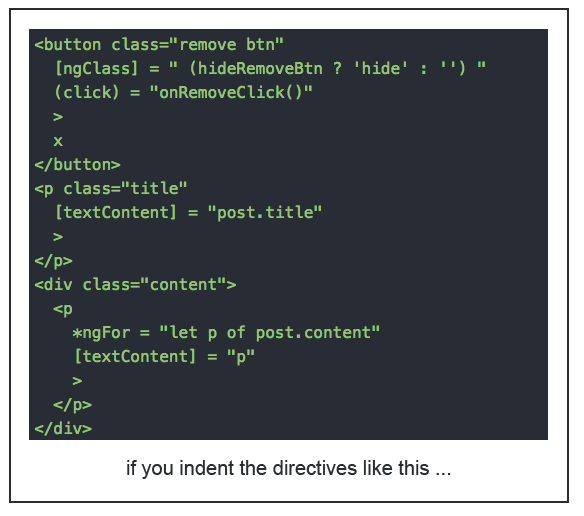 <button class="remove btn"
  [ngClass] = " (hideRemoveBtn ? 'hide' : '') "
  (click) = "onRemoveClick()"
  >
  x
</button>
<p class="title"
  [textContent] = "post.title"
  >
</p>
<div class="content">
  <p
    *ngFor = "let p of post.content"
    [textContent] = "p"
    >
  </p>
</div>
if you indent the directives like this ...